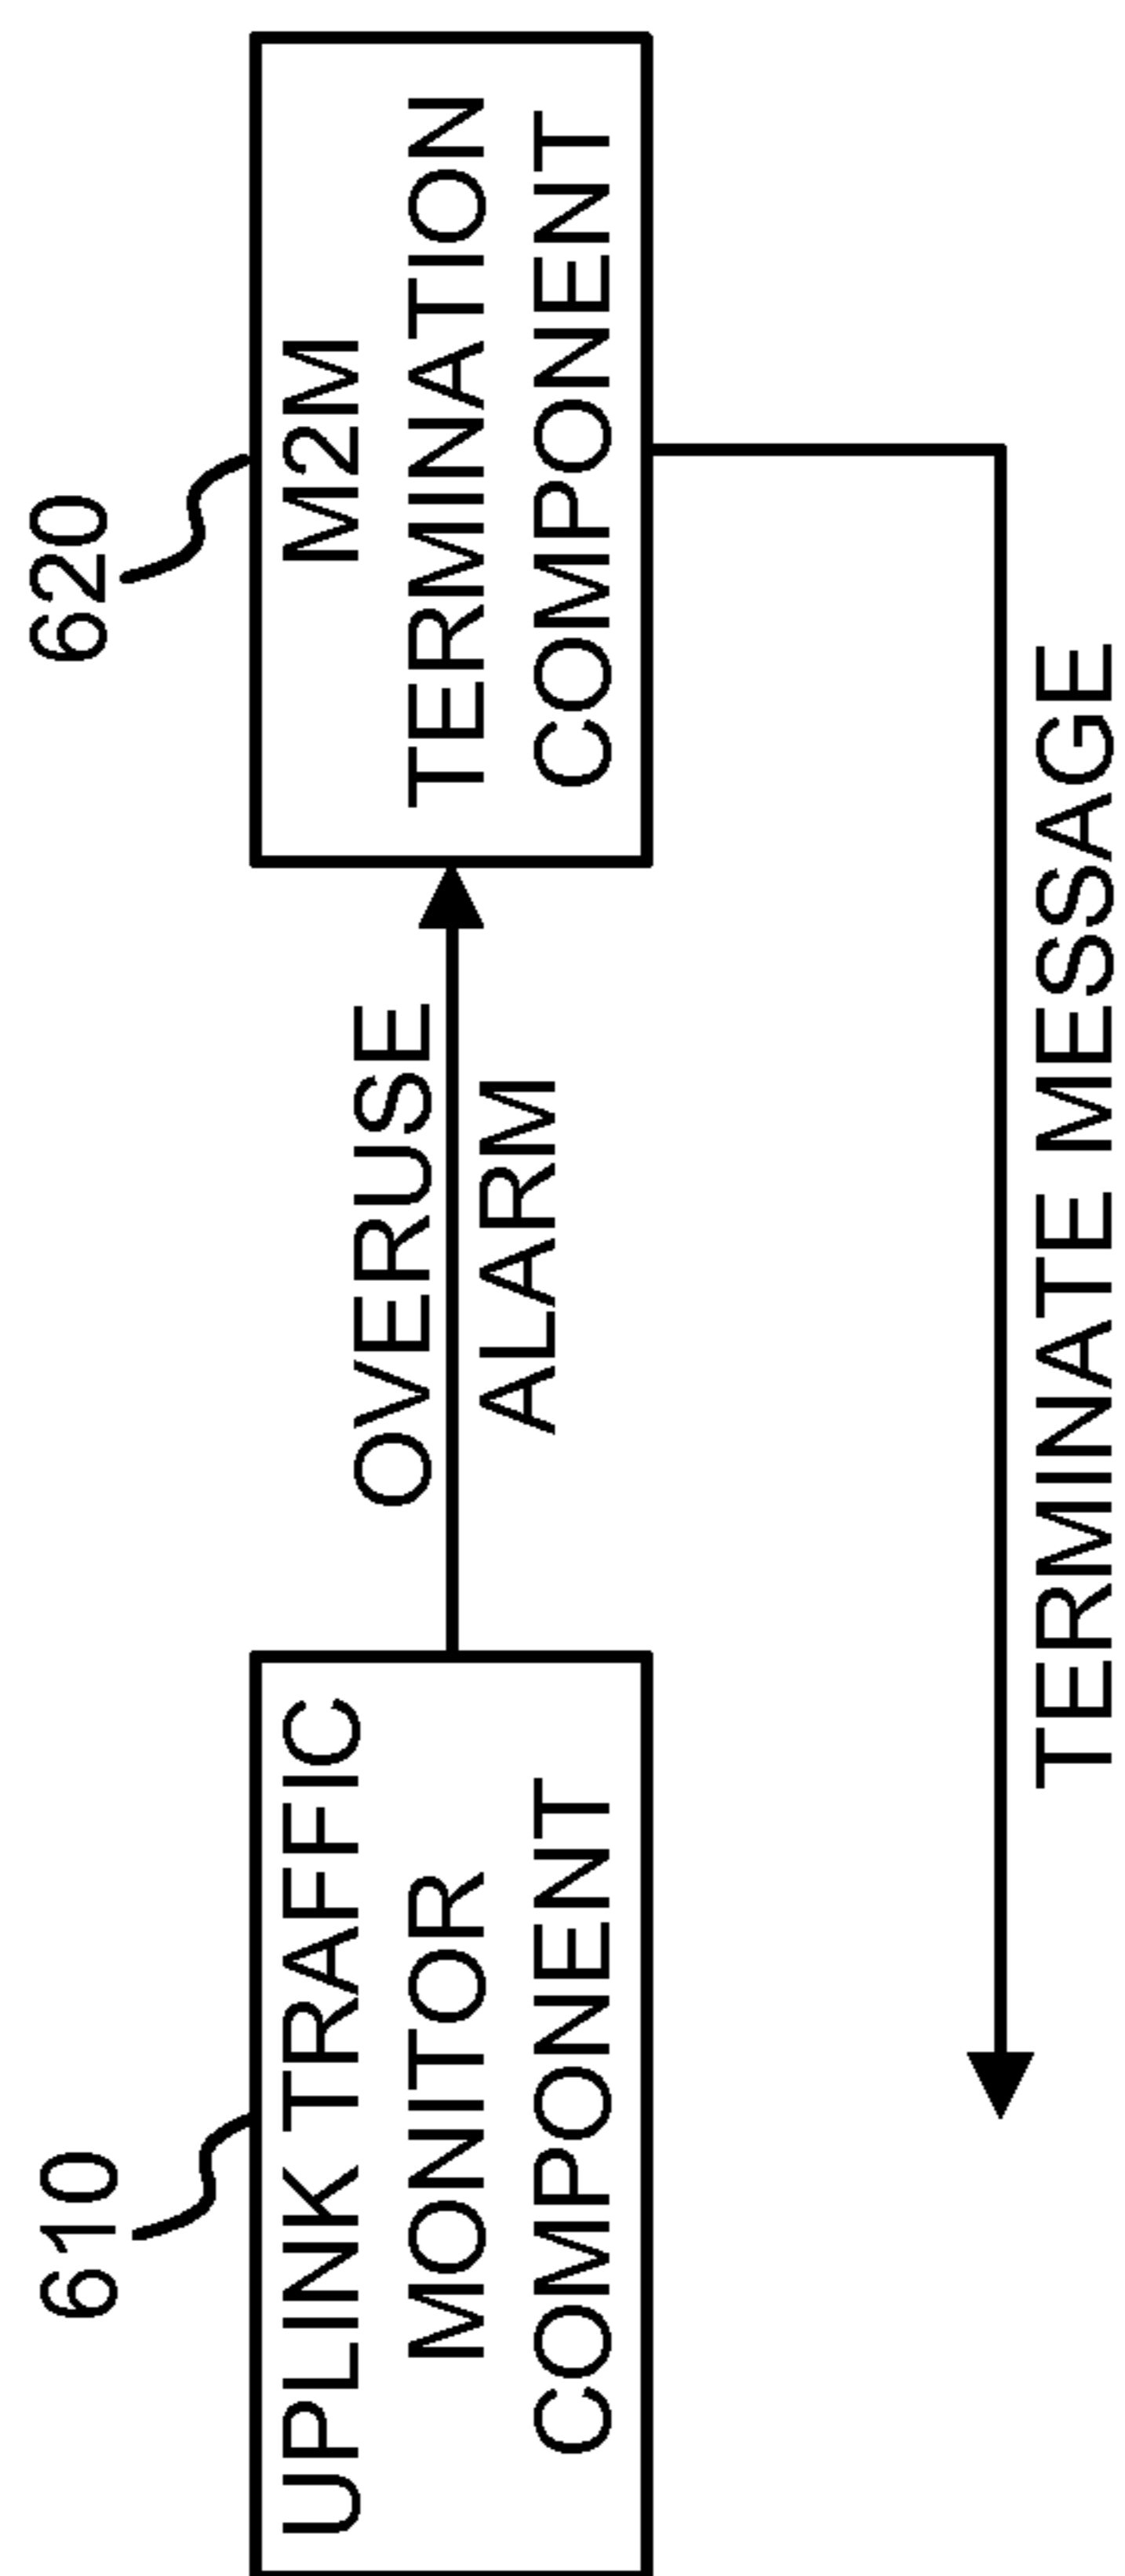 610
UPLINK TRAFFIC
MONITOR
COMPONENT
OVERUSE
ALARM
620
M2M
TERMINATION
COMPONENT
TERMINATE MESSAGE